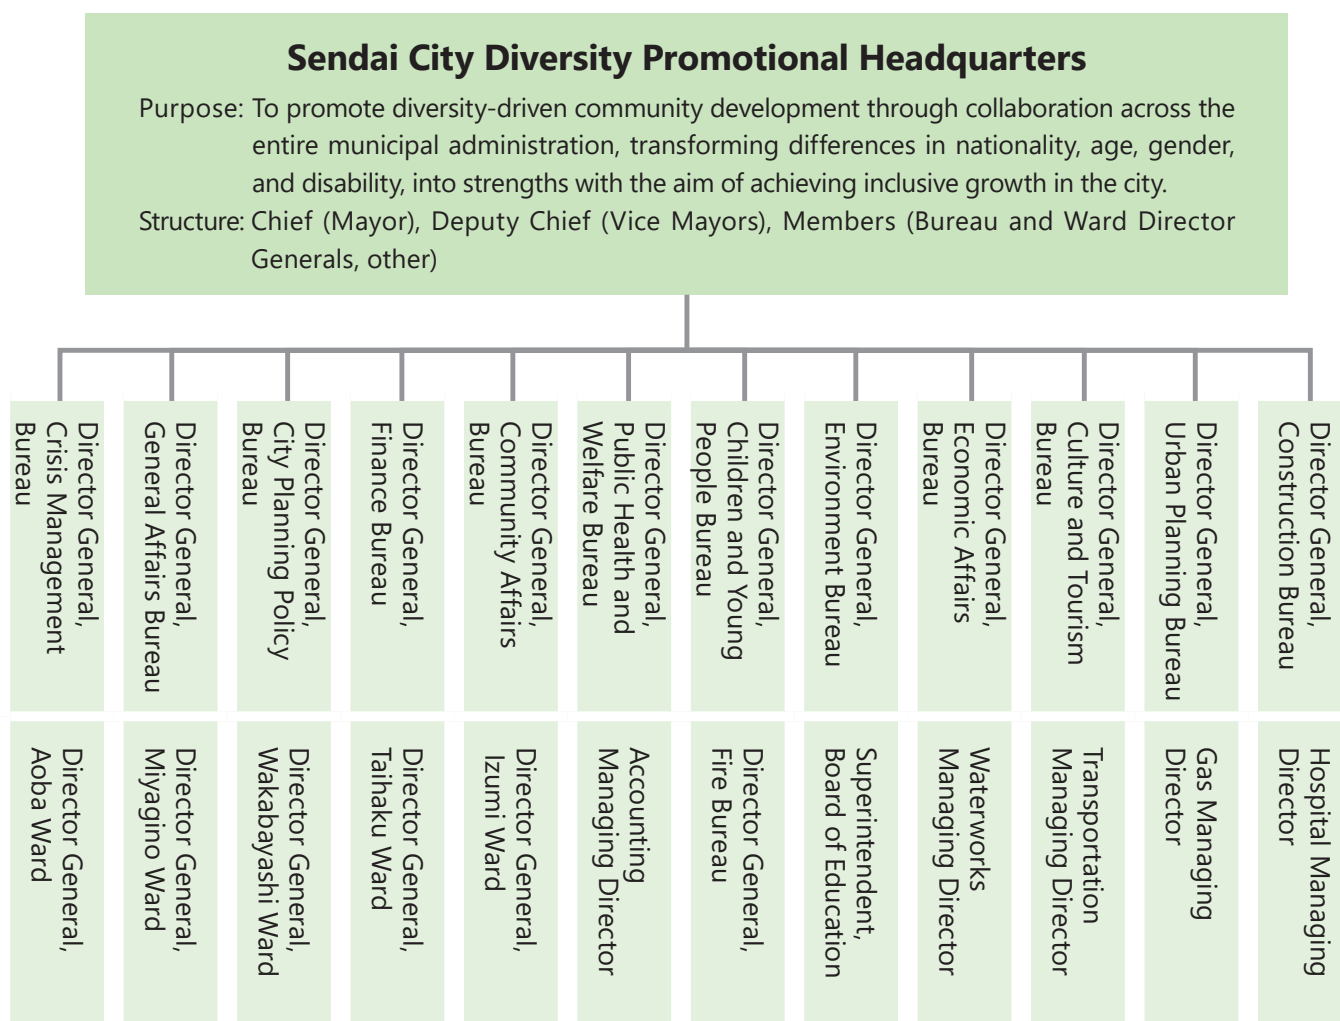 Sendai City Diversity Promotional Headquarters
Purpose: To promote diversity-driven community development through collaboration across the
entire municipal administration, transforming differences in nationality, age, gender,
and disability, into strengths with the aim of achieving inclusive growth in the city.
Structure: Chief (Mayor), Deputy Chief (Vice Mayors), Members (Bureau and Ward Director
Generals, other)
Director General,
Crisis Management
Bureau
Director General,
General Affairs Bureau
Director General,
City Planning Policy
Bureau
Director General,
Finance Bureau
Director General,
Community Affairs
Bureau
Director General,
Public Health and
Welfare Bureau
Director General,
Children and Young
People Bureau
Director General,
Environment Bureau
Director General,
Economic Affairs
Bureau
Director General,
Culture and Tourism
Bureau
Director General,
Urban Planning Bureau
Director General,
Construction Bureau
Director General,
Aoba Ward
Director General,
Miyagino Ward
Director General,
Wakabayashi Ward
Director General,
Taihaku Ward
Director General,
Izumi Ward
Accounting
Managing Director
Director General,
Fire Bureau
Superintendent,
Board of Education
Waterworks
Managing Director
Transportation
Managing Director
Gas Managing
Director
Hospital Managing
Director